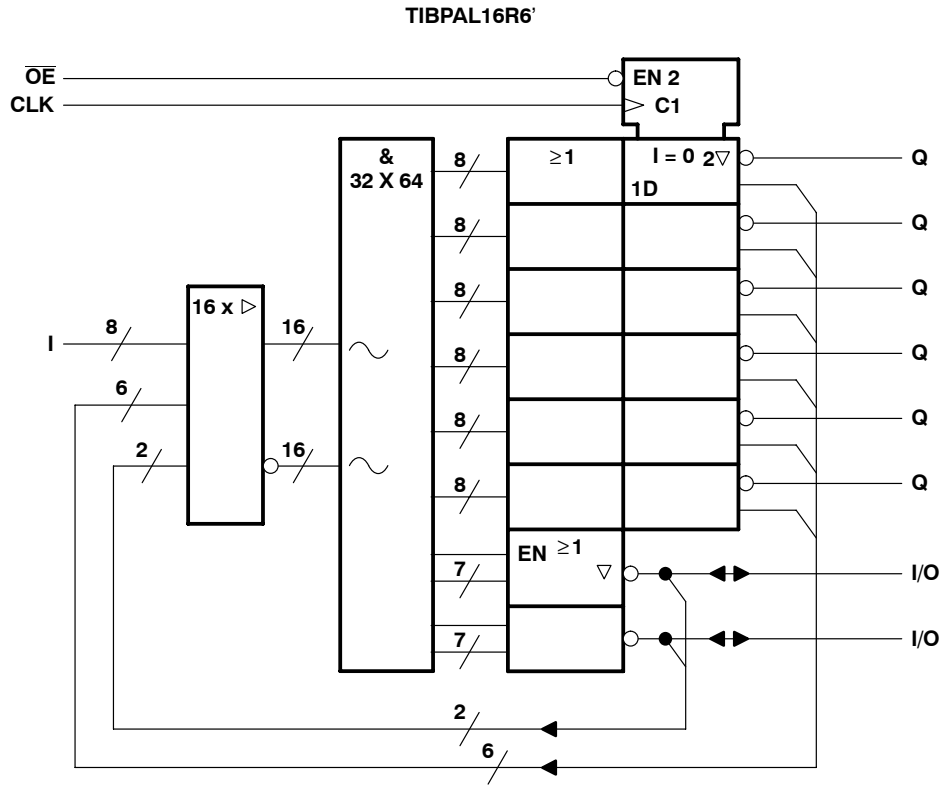 TIBPAL16R6’
OE
EN 2
CLK
C1
&
32 X 64
8
≥1
I = 0 2▽
1D
Q
8
Q
8
Q
16 x ▷
I
8
16
8
Q
6
8
Q
2
16
8
Q
EN ≥1
▽
7
I/O
7
I/O
2
6